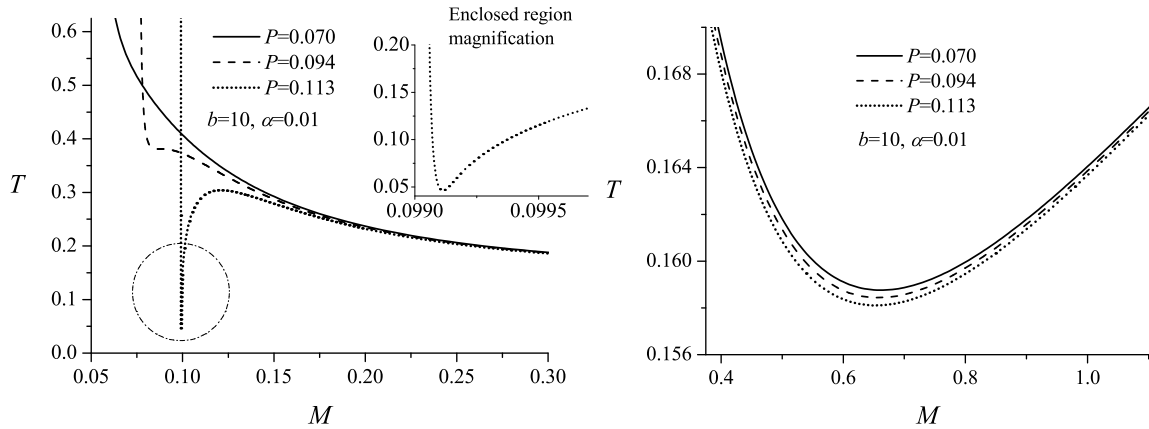 0.6
0.5
0.4
0.3
0.2
0.1
0.0
T
0.05
0.10
0.15
0.20
0.25
0.30
M
P=0.070
P=0.094
P=0.113
b=10, α=0.01
Enclosed region
magnification
0.20
0.15
0.10
0.05
0.0990
0.0995
0.168
0.164
0.160
0.156
T
0.4
0.6
0.8
1.0
M
P=0.070
P=0.094
P=0.113
b=10, α=0.01